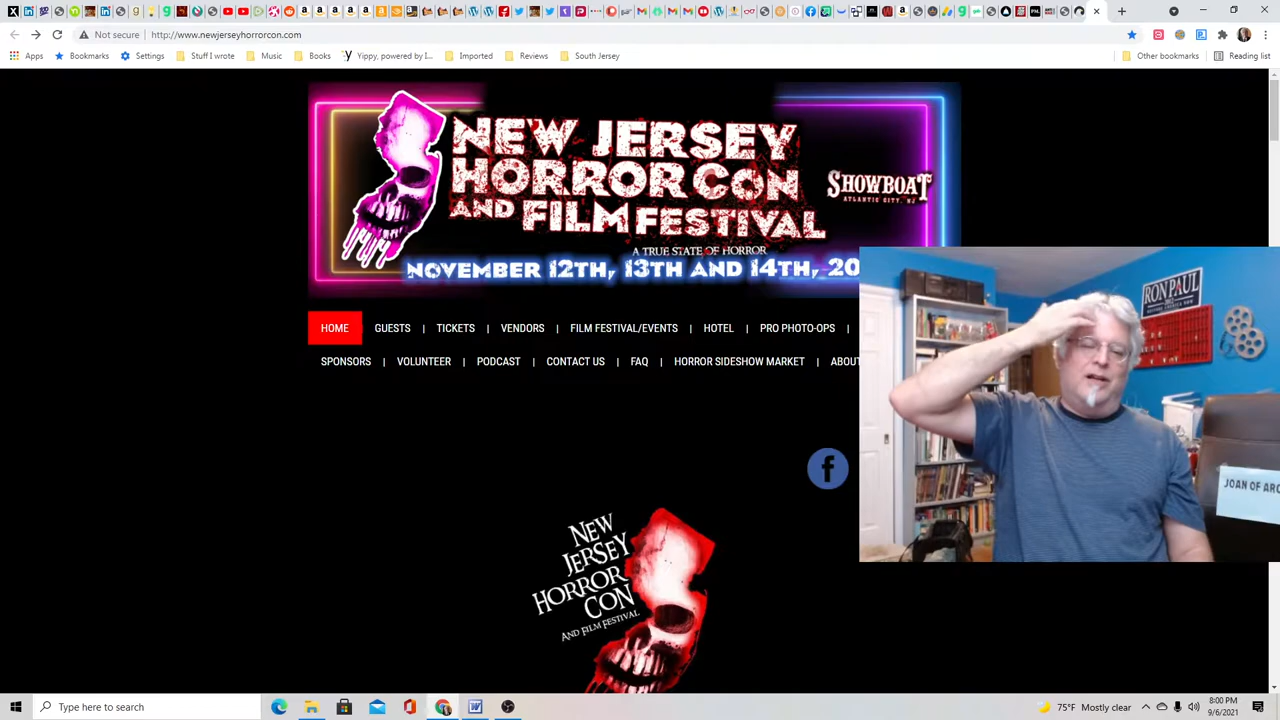 Not secure | http://www.newjerseyhorrorcon.com
Apps Bookmarks Settings Stuff I wrote Music Books Yippy, powered by I... Imported Reviews South Jersey Other bookmarks Reading list
NEW JERSEY
HORROR CON
AND FILM FESTIVAL
A TRUE STATE OF HORROR
SHOWBOAT
ATLANTIC CITY, NJ
NOVEMBER 12TH, 13TH AND 14TH, 20
HOME GUESTS | TICKETS | VENDORS | FILM FESTIVAL/EVENTS | HOTEL | PRO PHOTO-OPS |
SPONSORS | VOLUNTEER | PODCAST | CONTACT US | FAQ | HORROR SIDESHOW MARKET | ABOUT
RON PAUL
JOAN OF ARC
f
NEW
JERSEY
HORROR
CON
AND FILM FESTIVAL
Type here to search
75°F Mostly clear
8:00 PM
9/6/2021